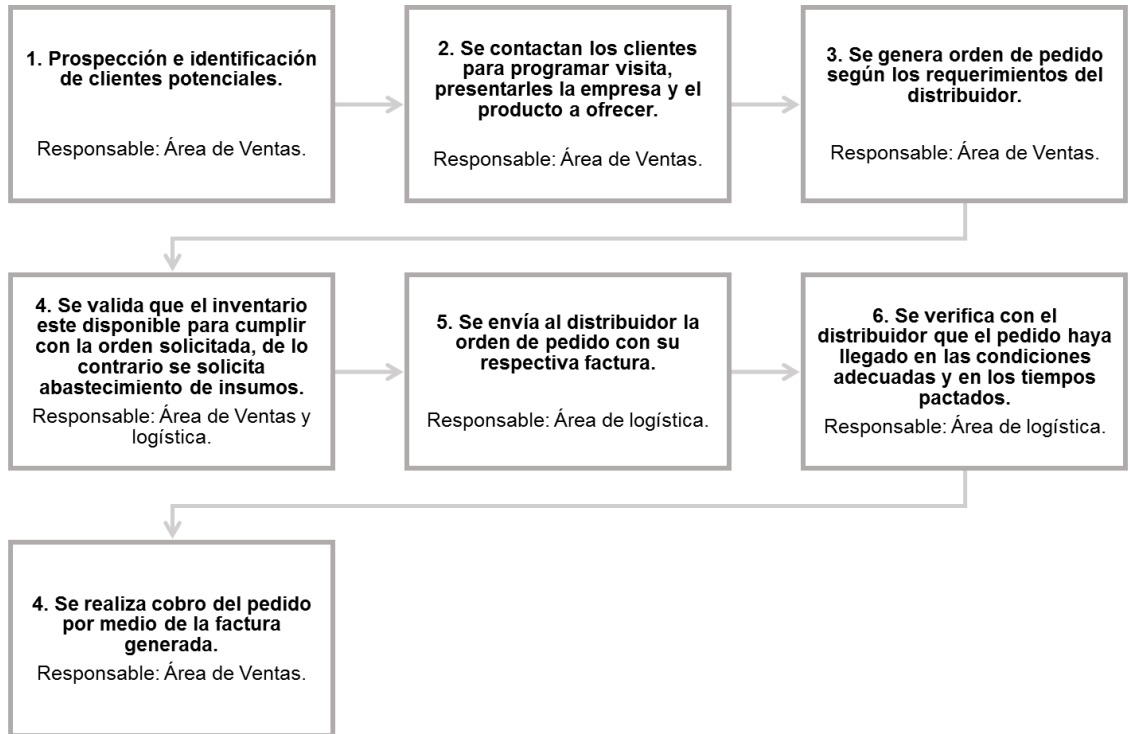 1. Prospección e identificación
de clientes potenciales.
Responsable: Área de Ventas.
2. Se contactan los clientes
para programar visita,
presentarles la empresa y el
producto a ofrecer.
Responsable: Área de Ventas.
3. Se genera orden de pedido
según los requerimientos del
distribuidor.
Responsable: Área de Ventas.
4. Se valida que el inventario
este disponible para cumplir
con la orden solicitada, de lo
contrario se solicita
abastecimiento de insumos.
Responsable: Área de Ventas y
logística.
5. Se envía al distribuidor la
orden de pedido con su
respectiva factura.
Responsable: Área de logística.
6. Se verifica con el
distribuidor que el pedido haya
llegado en las condiciones
adecuadas y en los tiempos
pactados.
Responsable: Área de logística.
4. Se realiza cobro del pedido
por medio de la factura
generada.
Responsable: Área de Ventas.